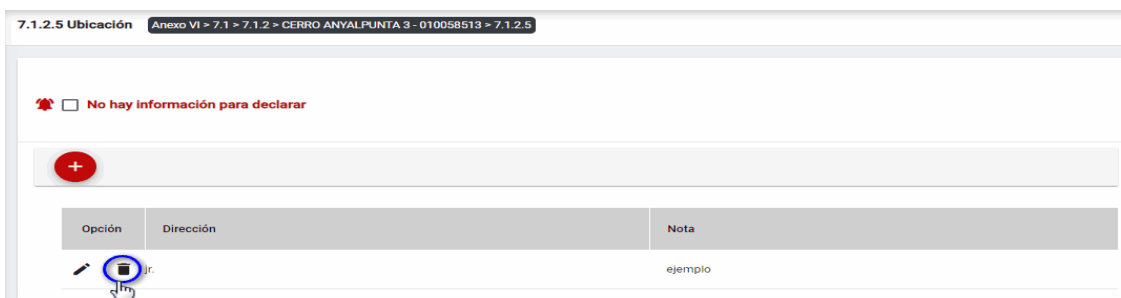 7.1.2.5 Ubicación Anexo VI > 7.1 > 7.1.2 > CERRO ANYALPUNTA 3 - 010058513 > 7.1.2.5
No hay información para declarar
+
Opción Dirección Nota
jr. ejemplo